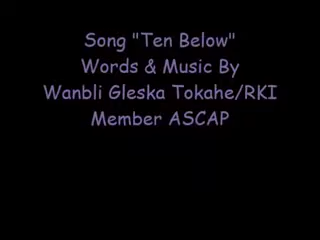 Song "Ten Below"
Words & Music By
Wanbli Gleska Tokahe/RKI
Member ASCAP